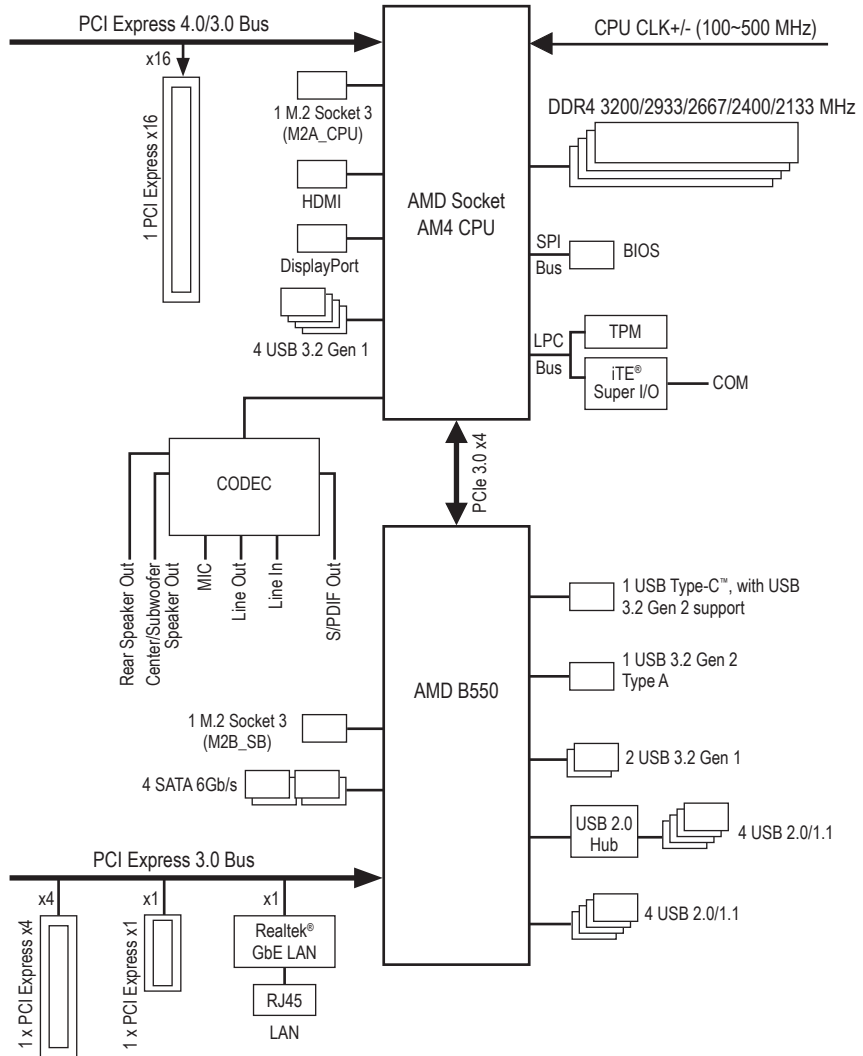 PCI Express 4.0/3.0 Bus
CPU CLK+/- (100~500 MHz)
x16
1 PCI Express x16
1 M.2 Socket 3
(M2A_CPU)
DDR4 3200/2933/2667/2400/2133 MHz
HDMI
AMD Socket
AM4 CPU
DisplayPort
SPI
Bus
BIOS
4 USB 3.2 Gen 1
LPC
Bus
TPM
iTE®
Super I/O
COM
PCIe 3.0 x4
CODEC
Rear Speaker Out
Center/Subwoofer
Speaker Out
MIC
Line Out
Line In
S/PDIF Out
1 USB Type-C™, with USB
3.2 Gen 2 support
1 USB 3.2 Gen 2
Type A
AMD B550
1 M.2 Socket 3
(M2B_SB)
2 USB 3.2 Gen 1
4 SATA 6Gb/s
USB 2.0
Hub
4 USB 2.0/1.1
PCI Express 3.0 Bus
x4
x1
x1
4 USB 2.0/1.1
1 x PCI Express x4
1 x PCI Express x1
Realtek®
GbE LAN
RJ45
LAN